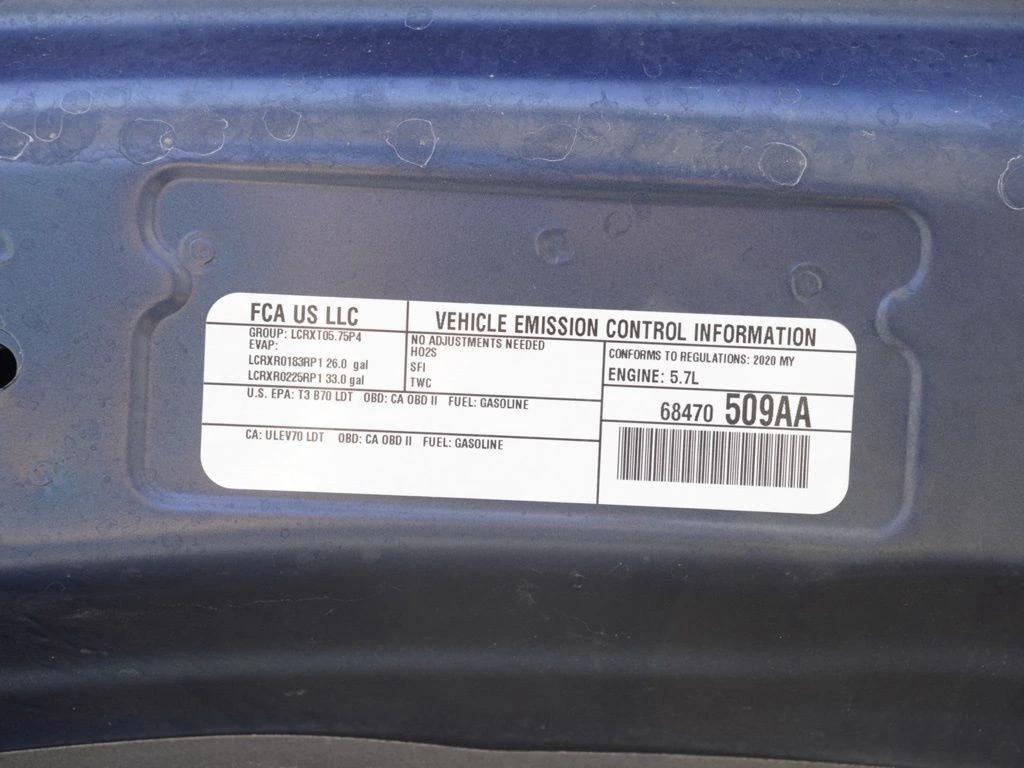 FCA US LLC
GROUP: LCRXT05.75P4
EVAP:
LCRXR0183RP1 26.0 gal
LCRXR0225RP1 33.0 gal
VEHICLE EMISSION CONTROL INFORMATION
NO ADJUSTMENTS NEEDED
HO2S
SFI
TWC
CONFORMS TO REGULATIONS: 2020 MY
ENGINE: 5.7L
U.S. EPA: T3 B70 LDT OBD: CA OBD II FUEL: GASOLINE
68470 509AA
CA: ULEV70 LDT OBD: CA OBD II FUEL: GASOLINE